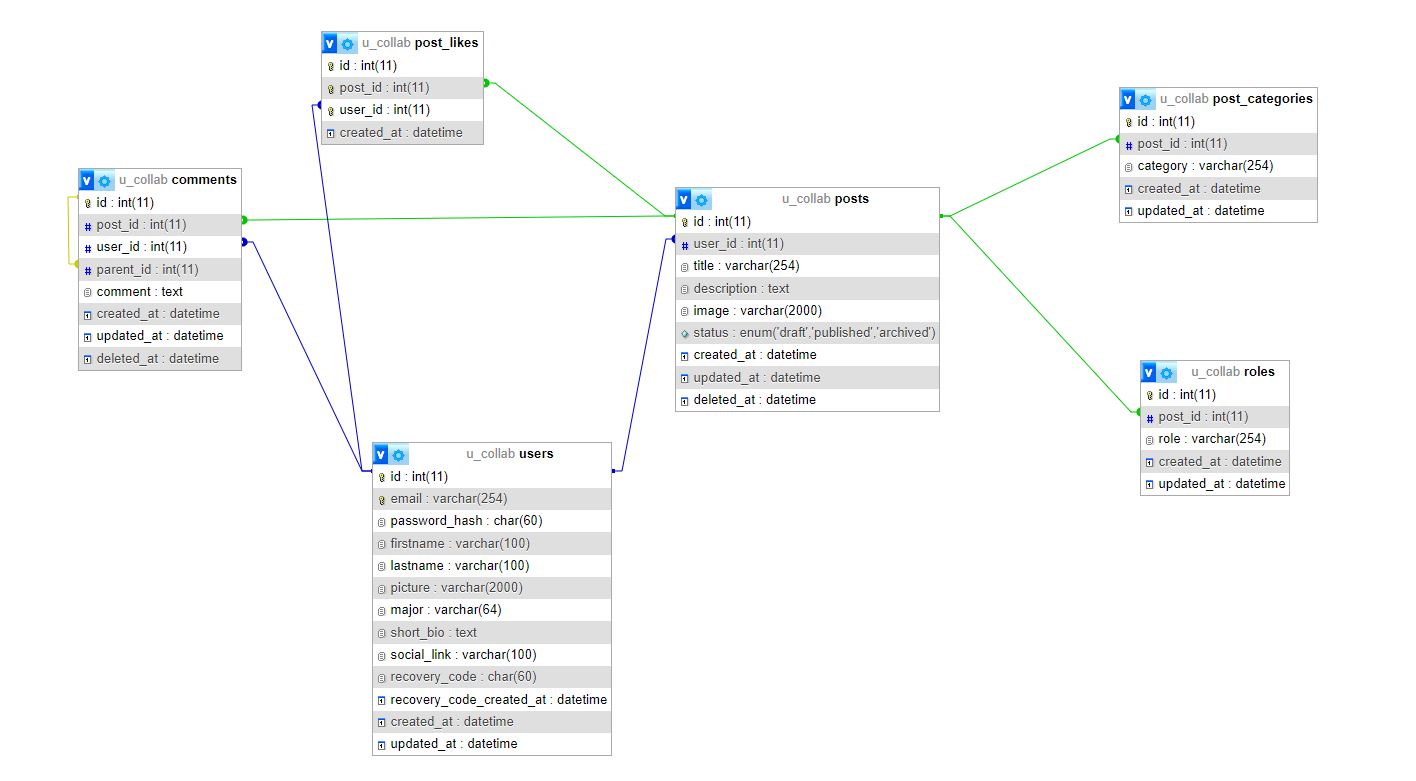 v u_collab post_likes
id : int(11)
post_id : int(11)
user_id : int(11)
created_at : datetime
v u_collab post_categories
id : int(11)
# post_id : int(11)
category : varchar(254)
created_at : datetime
updated_at : datetime
v u_collab comments
id : int(11)
# post_id : int(11)
# user_id : int(11)
# parent_id : int(11)
comment : text
created_at : datetime
updated_at : datetime
deleted_at : datetime
v u_collab posts
id : int(11)
# user_id : int(11)
title : varchar(254)
description : text
image : varchar(2000)
status : enum('draft','published','archived')
created_at : datetime
updated_at : datetime
deleted_at : datetime
v u_collab roles
id : int(11)
# post_id : int(11)
role : varchar(254)
created_at : datetime
updated_at : datetime
v u_collab users
id : int(11)
email : varchar(254)
password_hash : char(60)
firstname : varchar(100)
lastname : varchar(100)
picture : varchar(2000)
major : varchar(64)
short_bio : text
social_link : varchar(100)
recovery_code : char(60)
recovery_code_created_at : datetime
created_at : datetime
updated_at : datetime